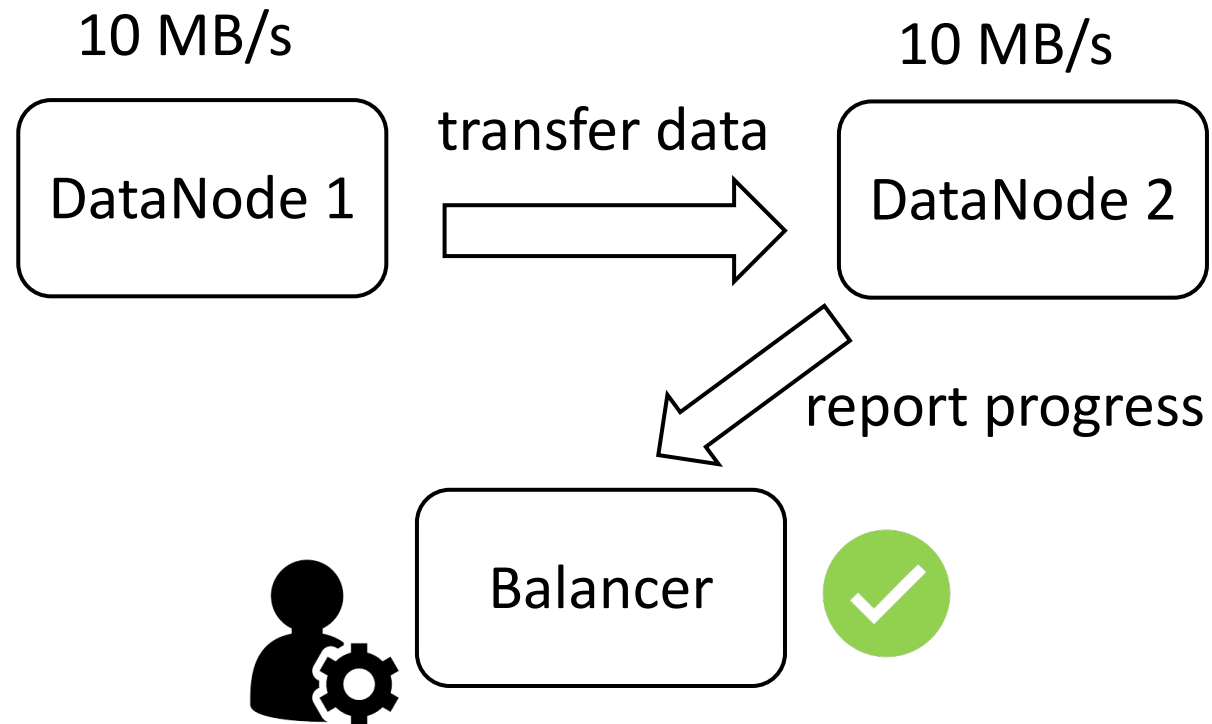 10 MB/s
10 MB/s
transfer data
DataNode 1
DataNode 2
report progress
Balancer